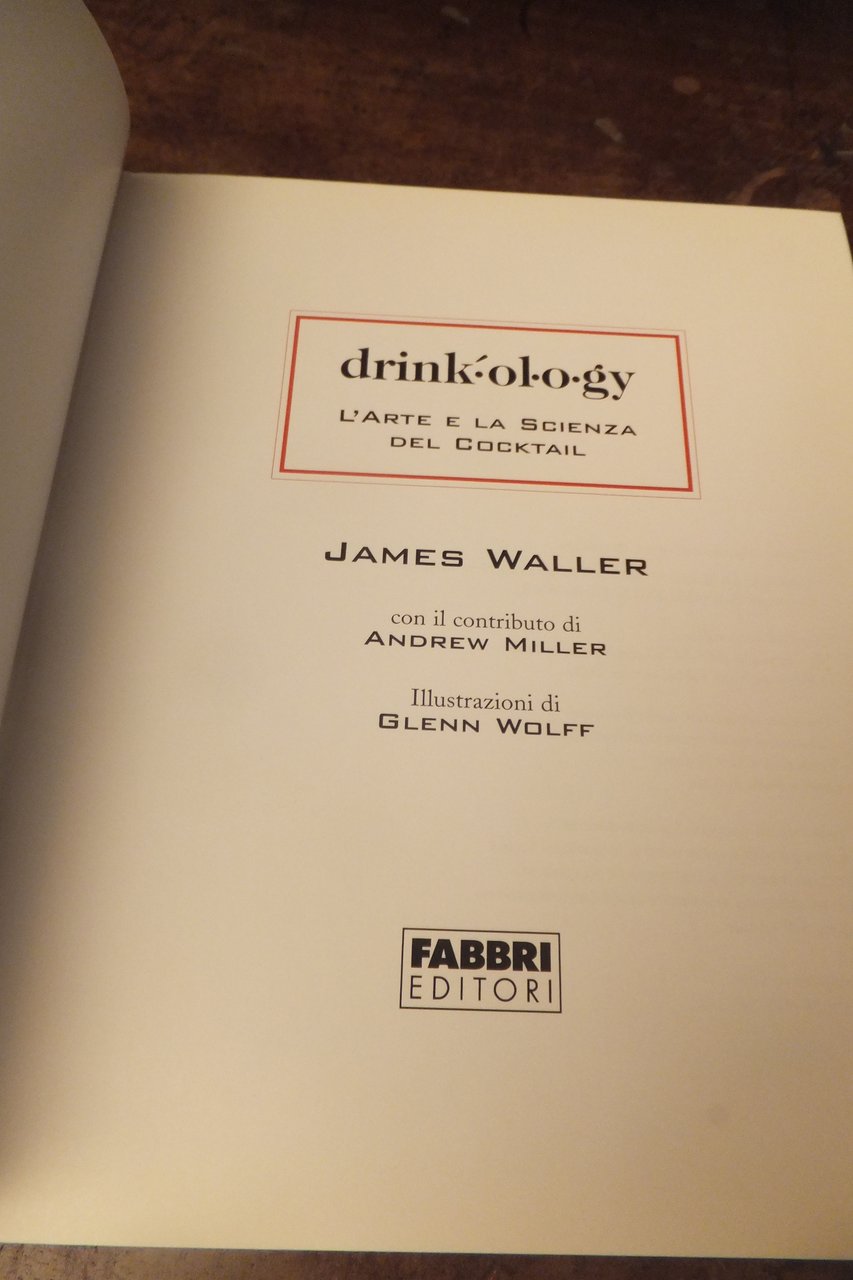 drink´·ol·o·gy
L'Arte e la Scienza
del Cocktail
James Waller
con il contributo di
Andrew Miller
Illustrazioni di
Glenn Wolff
FABBRI
EDITORI